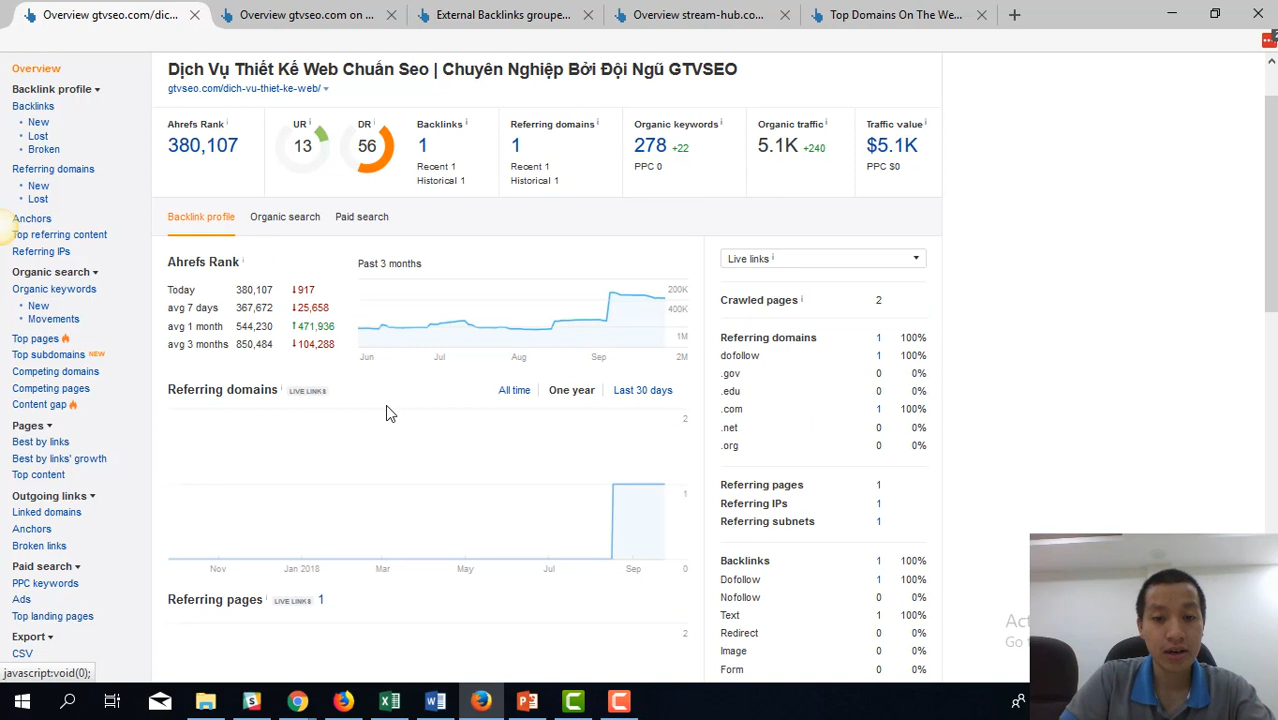 Overview gtvseo.com/dic...
Overview gtvseo.com on ...
External Backlinks groupe...
Overview stream-hub.co...
Top Domains On The We...
Overview
Backlink profile
Backlinks
New
Lost
Broken
Referring domains
New
Lost
Anchors
Top referring content
Referring IPs
Organic search
Organic keywords
New
Movements
Top pages
Top subdomains NEW
Competing domains
Competing pages
Content gap
Pages
Best by links
Best by links' growth
Top content
Outgoing links
Linked domains
Anchors
Broken links
Paid search
PPC keywords
Ads
Top landing pages
Export
CSV
javascript:void(0);
Dịch Vụ Thiết Kế Web Chuẩn Seo | Chuyên Nghiệp Bởi Đội Ngũ GTVSEO
gtvseo.com/dich-vu-thiet-ke-web/
Ahrefs Rank
380,107
UR
13
DR
56
Backlinks
1
Recent 1
Historical 1
Referring domains
1
Recent 1
Historical 1
Organic keywords
278 +22
PPC 0
Organic traffic
5.1K +240
Traffic value
$5.1K
PPC $0
Backlink profile
Organic search
Paid search
Ahrefs Rank
Today 380,107 ↓917
avg 7 days 367,672 ↓25,658
avg 1 month 544,230 ↑471,936
avg 3 months 850,484 ↓104,288
Past 3 months
200K
400K
1M
2M
Jun Jul Aug Sep
Referring domains LIVE LINKS
All time One year Last 30 days
2
1
0
Nov Jan 2018 Mar May Jul Sep
Referring pages LIVE LINKS 1
2
Live links
Crawled pages 2
Referring domains 1 100%
dofollow 1 100%
.gov 0 0%
.edu 0 0%
.com 1 100%
.net 0 0%
.org 0 0%
Referring pages 1
Referring IPs 1
Referring subnets 1
Backlinks 1 100%
Dofollow 1 100%
Nofollow 0 0%
Text 1 100%
Redirect 0 0%
Image 0 0%
Form 0 0%